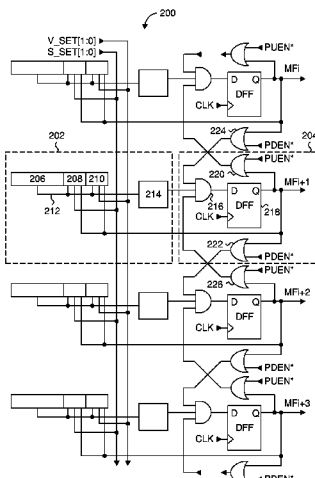 200
V_SET[1:0]
S_SET[1:0]
PUEN*
D Q
MFi
DFF
CLK
202
224
PDEN*
204
220
PUEN*
206 208 210
214
D Q
MFi+1
212
216
DFF
218
CLK
222
PDEN*
226
PUEN*
D Q
MFi+2
DFF
CLK
PDEN*
PUEN*
D Q
MFi+3
DFF
CLK
PDEN*